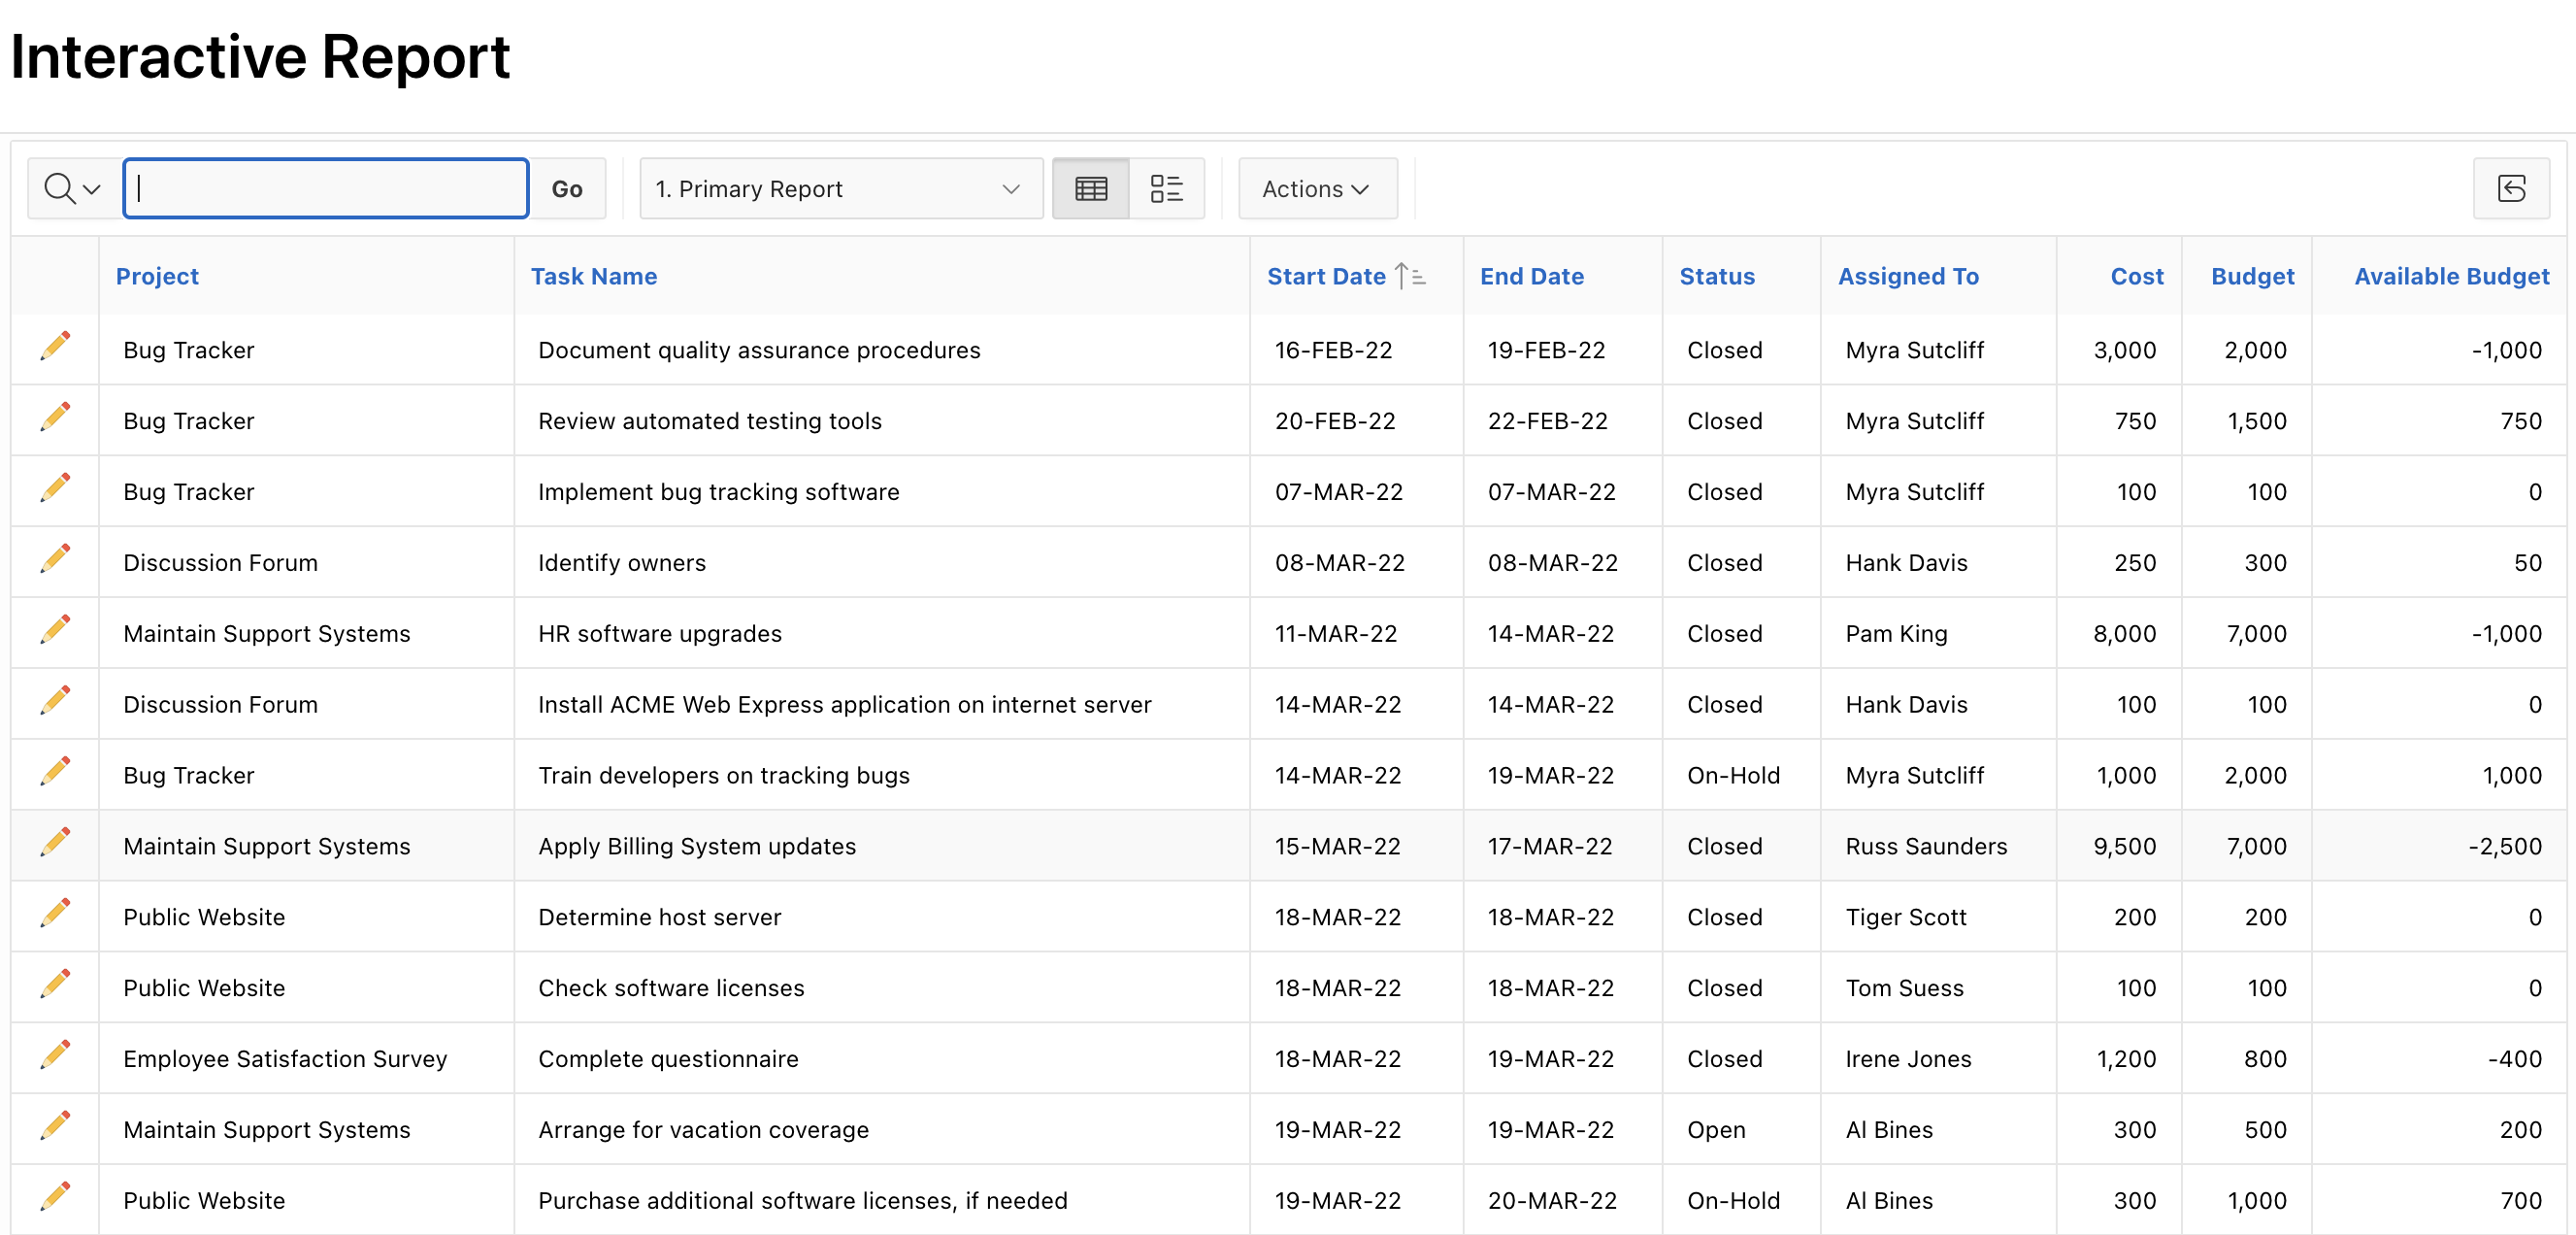 Interactive Report
Go 1. Primary Report Actions
Project Task Name Start Date End Date Status Assigned To Cost Budget Available Budget
Bug Tracker Document quality assurance procedures 16-FEB-22 19-FEB-22 Closed Myra Sutcliff 3,000 2,000 -1,000
Bug Tracker Review automated testing tools 20-FEB-22 22-FEB-22 Closed Myra Sutcliff 750 1,500 750
Bug Tracker Implement bug tracking software 07-MAR-22 07-MAR-22 Closed Myra Sutcliff 100 100 0
Discussion Forum Identify owners 08-MAR-22 08-MAR-22 Closed Hank Davis 250 300 50
Maintain Support Systems HR software upgrades 11-MAR-22 14-MAR-22 Closed Pam King 8,000 7,000 -1,000
Discussion Forum Install ACME Web Express application on internet server 14-MAR-22 14-MAR-22 Closed Hank Davis 100 100 0
Bug Tracker Train developers on tracking bugs 14-MAR-22 19-MAR-22 On-Hold Myra Sutcliff 1,000 2,000 1,000
Maintain Support Systems Apply Billing System updates 15-MAR-22 17-MAR-22 Closed Russ Saunders 9,500 7,000 -2,500
Public Website Determine host server 18-MAR-22 18-MAR-22 Closed Tiger Scott 200 200 0
Public Website Check software licenses 18-MAR-22 18-MAR-22 Closed Tom Suess 100 100 0
Employee Satisfaction Survey Complete questionnaire 18-MAR-22 19-MAR-22 Closed Irene Jones 1,200 800 -400
Maintain Support Systems Arrange for vacation coverage 19-MAR-22 19-MAR-22 Open Al Bines 300 500 200
Public Website Purchase additional software licenses, if needed 19-MAR-22 20-MAR-22 On-Hold Al Bines 300 1,000 700